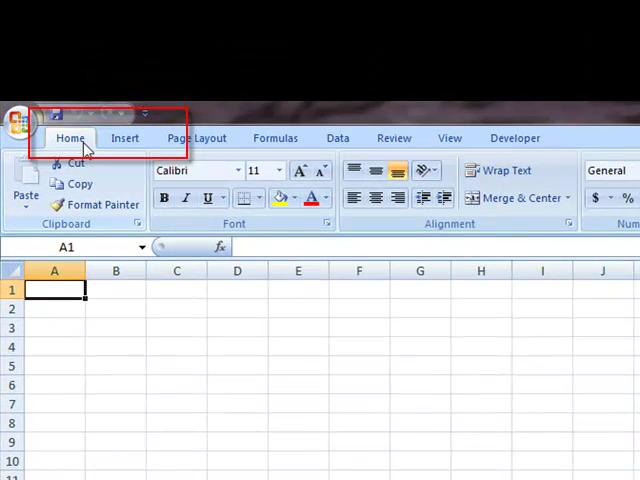 Home Insert Page Layout Formulas Data Review View Developer
Cut
Calibri 11 Wrap Text General
Copy
Paste B I U A Merge & Center $ %
Format Painter
Clipboard Font Alignment
A1 fx
A B C D E F G H I J
1
2
3
4
5
6
7
8
9
10